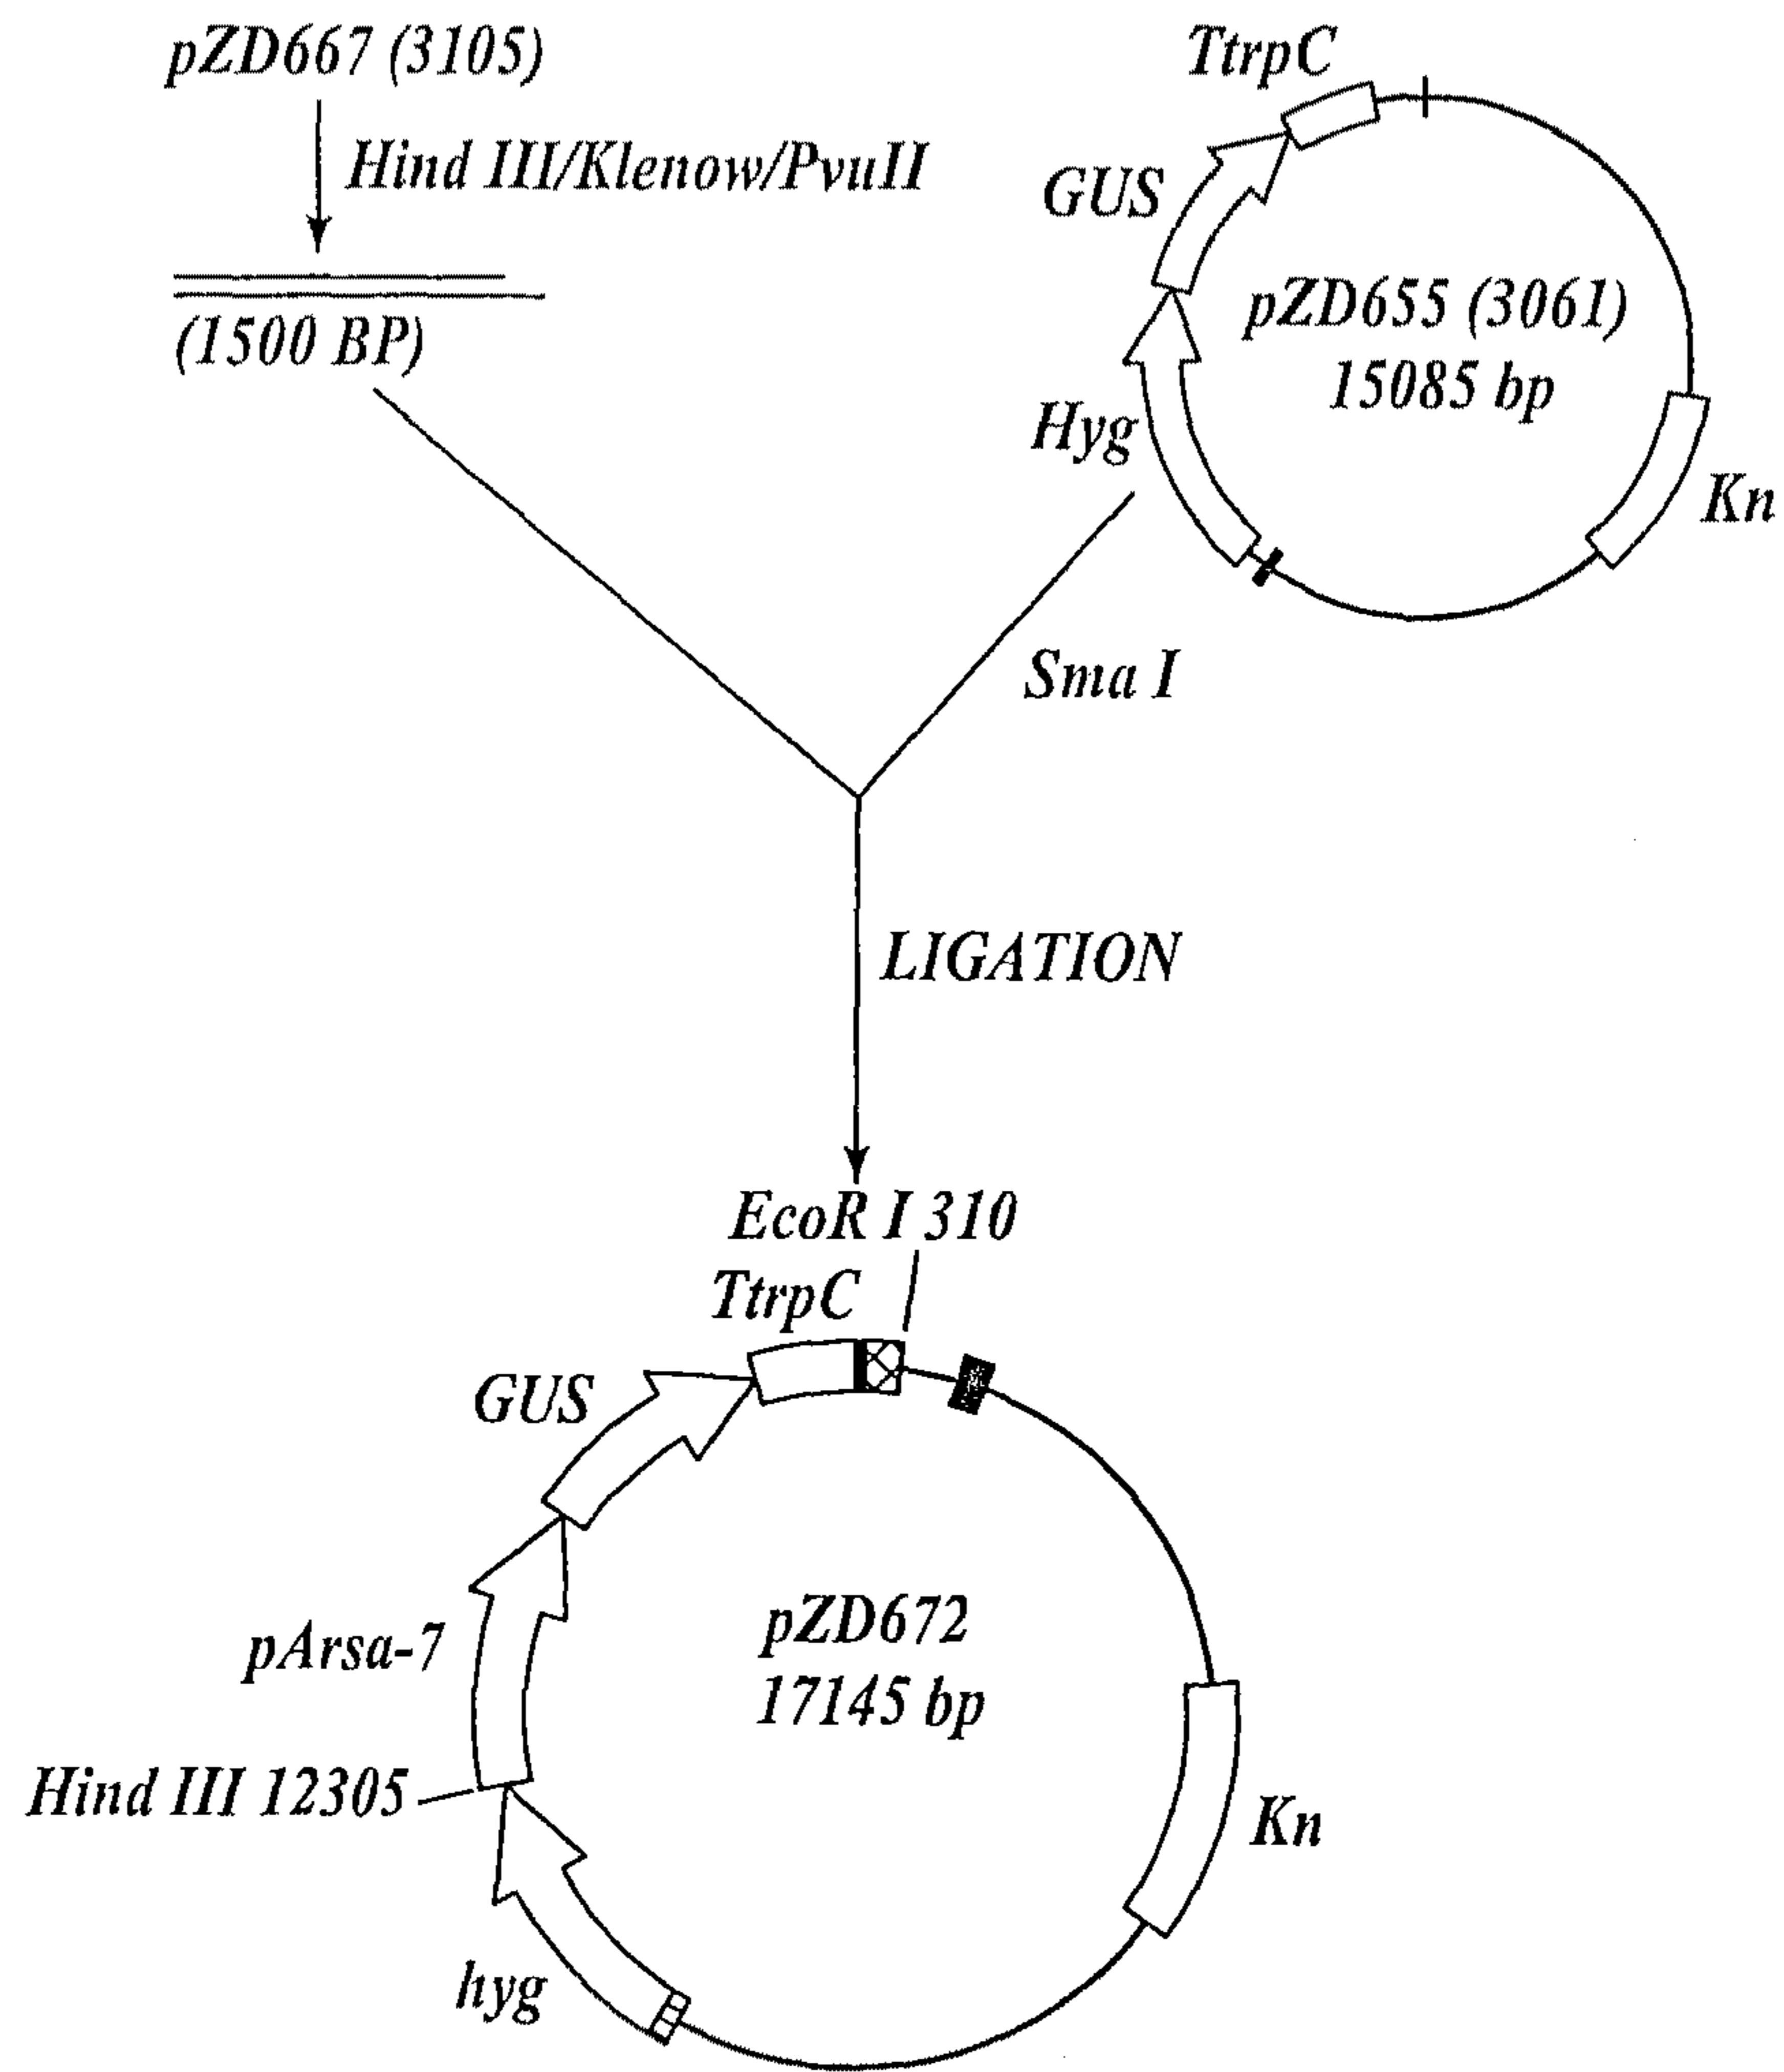 pZD667 (3105)
Hind III/Klenow/PvuII
(1500 BP)
TtrpC
GUS
pZD655 (3061)
15085 bp
Hyg
Kn
Sma I
LIGATION
EcoR I 310
TtrpC
GUS
pArsa-7
pZD672
17145 bp
Hind III 12305
Kn
hyg